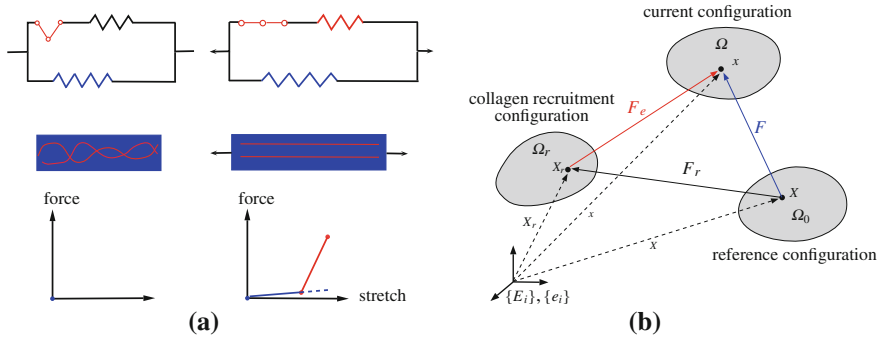 force
force
stretch
(a)
current configuration
Ω
x
collagen recruitment
configuration
F_e
F
Ω_r
X_r
F_r
X
Ω_0
X_r
x
X
reference configuration
{E_i}, {e_i}
(b)